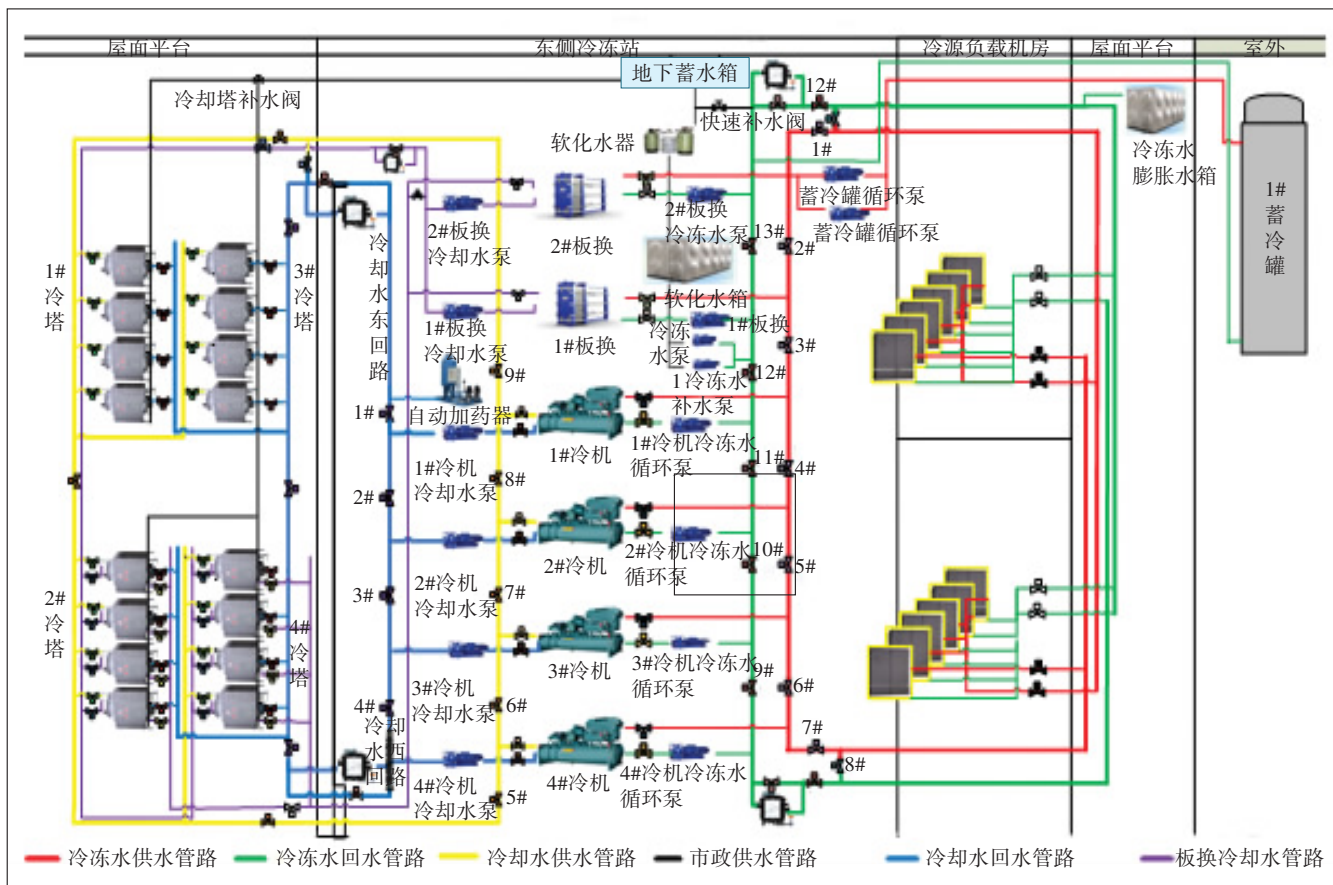 屋面平台
东侧冷冻站
冷源负载机房
屋面平台
室外
地下蓄水箱
冷却塔补水阀
快速补水阀
软化水器
12#
1#
冷冻水
膨胀水箱
1#
蓄
冷
罐
蓄冷罐循环泵
蓄冷罐循环泵
2#板换
冷却水泵
2#板换
2#板换
冷冻水泵
13#
2#
1#
冷
塔
3#
冷
塔
冷
却
水
东
回
路
软化水箱
1#板换
冷却水泵
1#板换
1#板换
冷冻
水泵
3#
12#
9#
1冷冻水
补水泵
自动加药器
1#
1#冷机
冷却水泵
1#冷机
1#冷机冷冻水
循环泵
11#
4#
8#
2#
2#冷机
冷却水泵
2#冷机
2#冷机冷冻水
循环泵
10#
5#
7#
3#
2#
冷
塔
4#
冷
塔
3#冷机
冷却水泵
3#冷机
3#冷机冷冻水
循环泵
9#
6#
6#
4#
冷却
水西
回路
4#冷机
冷却水泵
4#冷机
4#冷机冷冻水
循环泵
5#
7#
8#
冷冻水供水管路
冷冻水回水管路
冷却水供水管路
市政供水管路
冷却水回水管路
板换冷却水管路